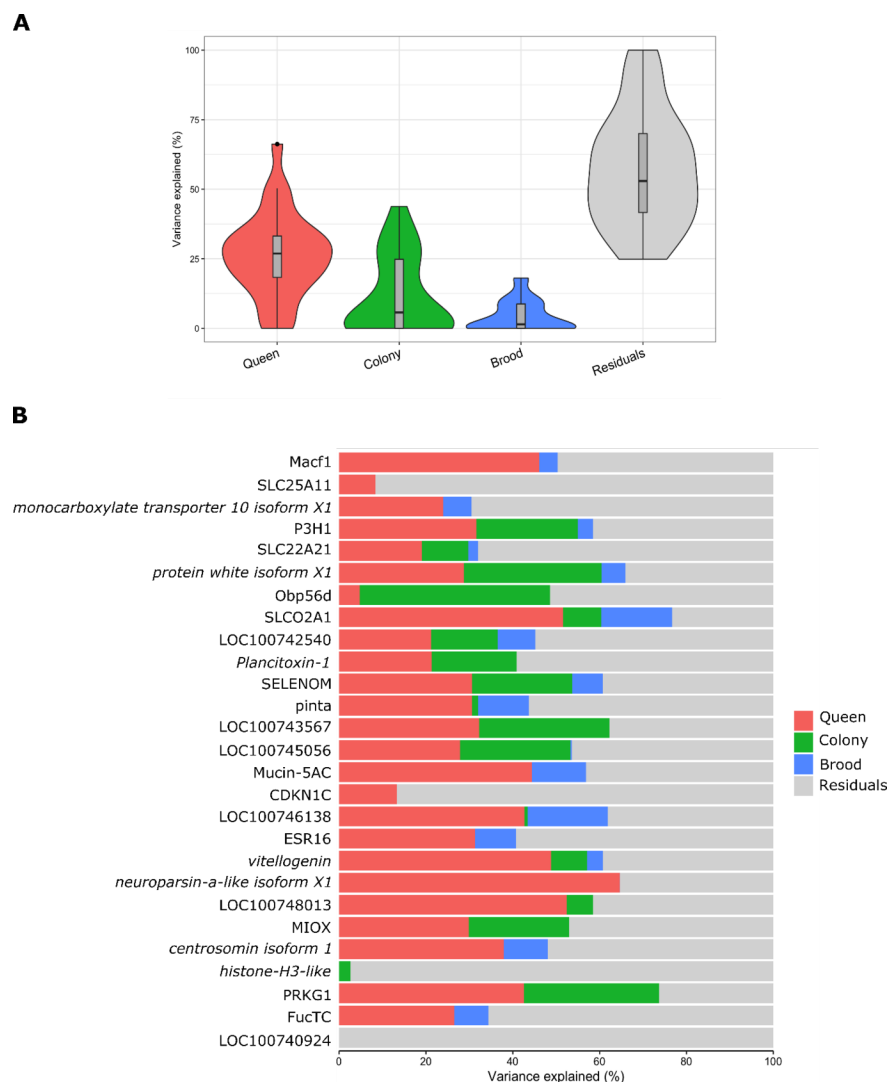 A
Variance explained (%)
100
75
50
25
0
Queen
Colony
Brood
Residuals
B
Macf1
SLC25A11
monocarboxylate transporter 10 isoform X1
P3H1
SLC22A21
protein white isoform X1
Obp56d
SLCO2A1
LOC100742540
Plancitoxin-1
SELENOM
pinta
LOC100743567
LOC100745056
Mucin-5AC
CDKN1C
LOC100746138
ESR16
vitellogenin
neuroparsin-a-like isoform X1
LOC100748013
MIOX
centrosomin isoform 1
histone-H3-like
PRKG1
FucTC
LOC100740924
0 20 40 60 80 100
Variance explained (%)
Queen
Colony
Brood
Residuals